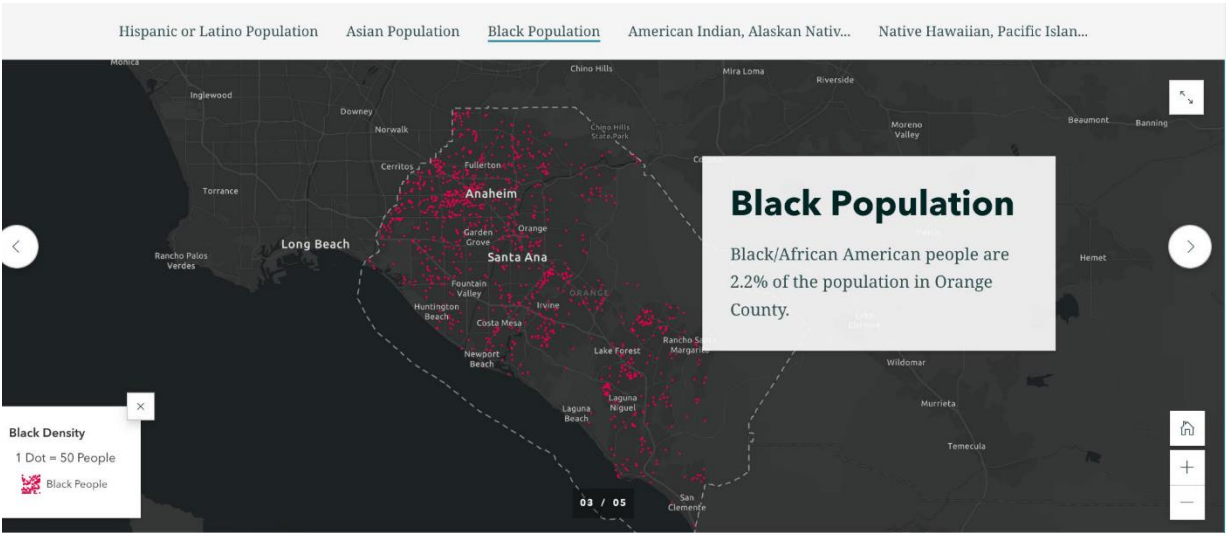 Hispanic or Latino Population Asian Population Black Population American Indian, Alaskan Nativ... Native Hawaiian, Pacific Islan...
Monica
Chino Hills
Mira Loma
Riverside
Inglewood
Downey
Norwalk
Chino Hills
State Park
Moreno
Valley
Beaumont
Banning
Cerritos
Fullerton
Co
Torrance
Anaheim
Black Population
Long Beach
Garden
Grove
Orange
Rancho Palos
Verdes
Santa Ana
Black/African American people are
2.2% of the population in Orange
County.
Hemet
Fountain
Valley
ORANGE
Huntington
Beach
Irvine
Costa Mesa
Newport
Beach
Lake Forest
Rancho Sa
Margarita
Wildomar
Laguna
Niguel
Laguna
Beach
Murrieta
Temecula
Black Density
1 Dot = 50 People
Black People
03 / 05
San
Clemente